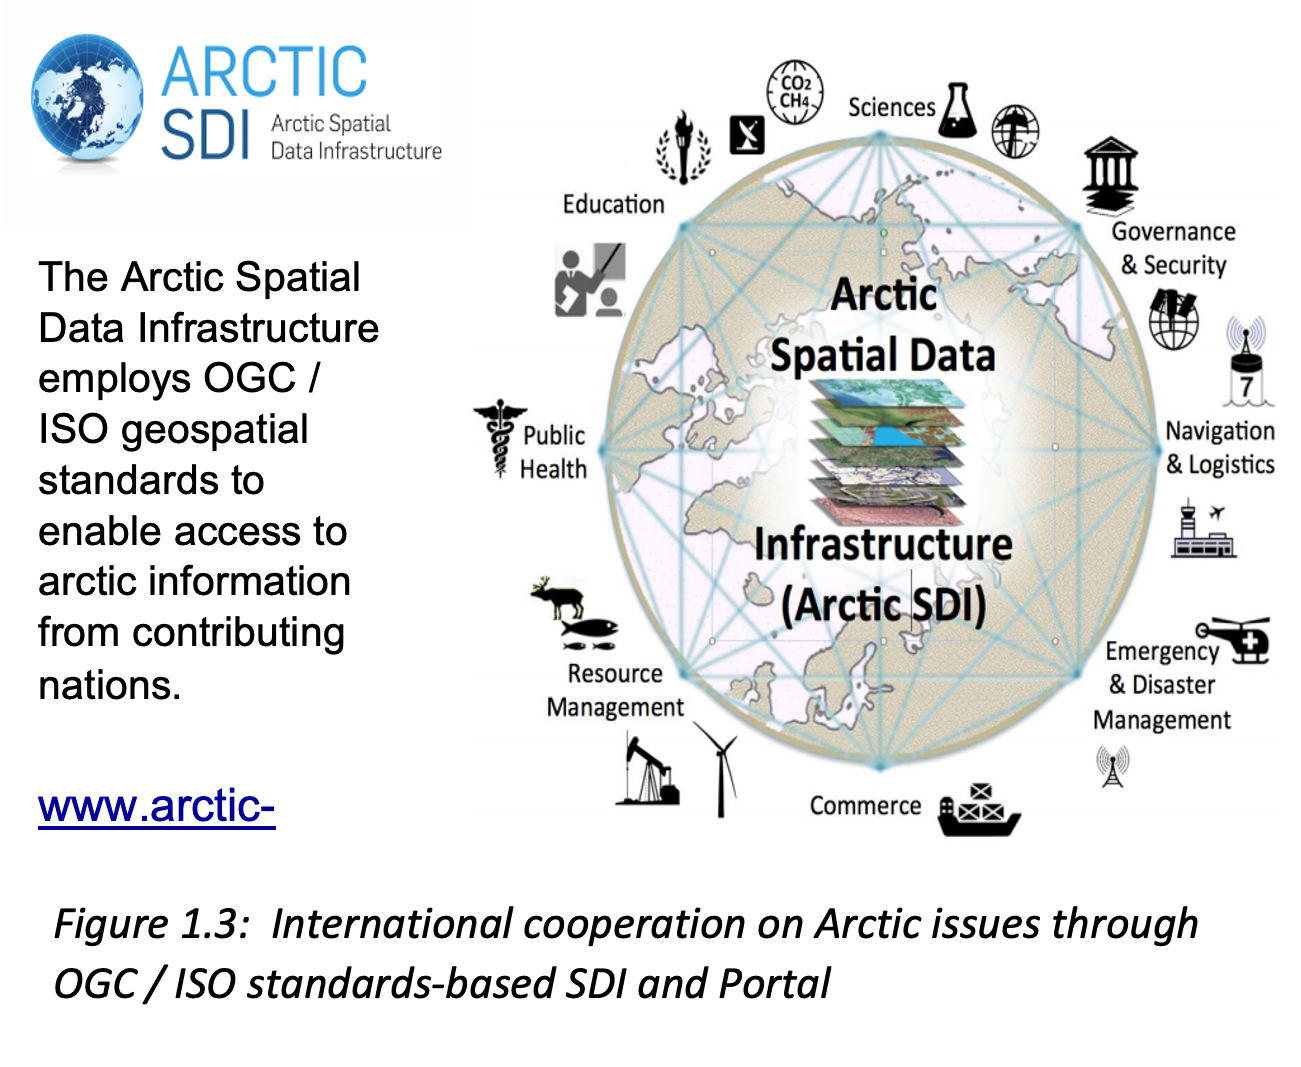 ARCTIC
SDI
Arctic Spatial
Data Infrastructure
The Arctic Spatial
Data Infrastructure
employs OGC /
ISO geospatial
standards to
enable access to
arctic information
from contributing
nations.
www.arctic-
CO2
CH4
Sciences
Education
Governance
& Security
7
Navigation
& Logistics
Public
Health
Arctic
Spatial Data
Infrastructure
(Arctic SDI)
Resource
Management
Emergency
& Disaster
Management
Commerce
Figure 1.3:  International cooperation on Arctic issues through
OGC / ISO standards-based SDI and Portal